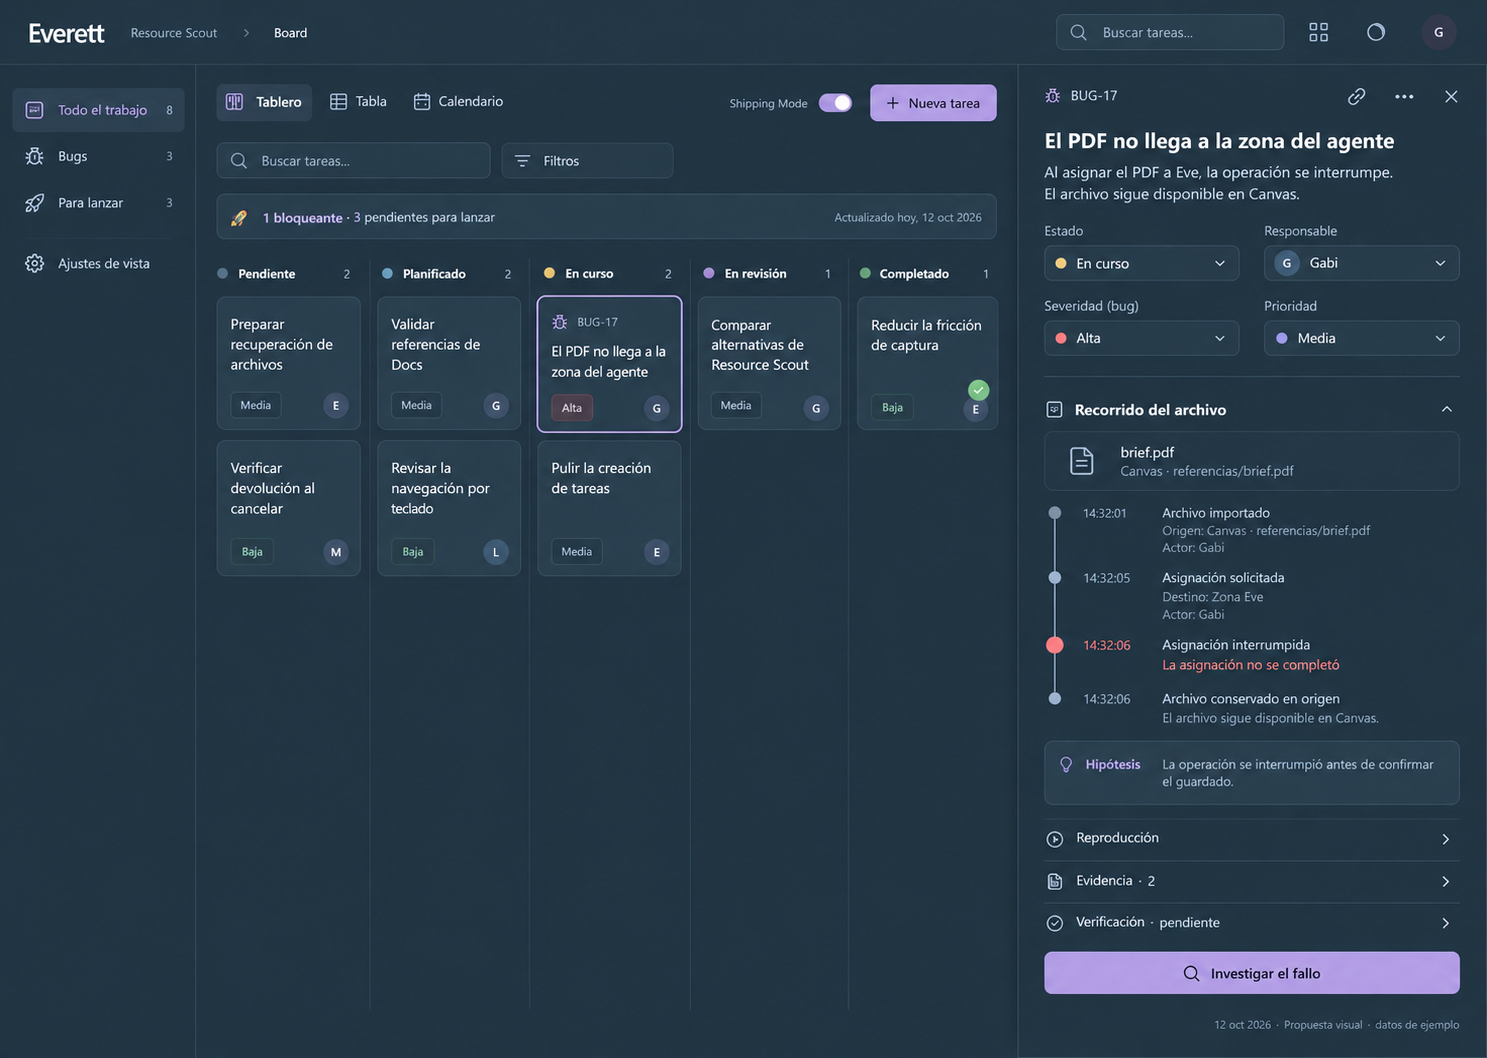 Everett
Resource Scout > Board
Buscar tareas...
G
Todo el trabajo 8
Bugs 3
Para lanzar 3
Ajustes de vista
Tablero
Tabla
Calendario
Shipping Mode
+ Nueva tarea
Buscar tareas...
Filtros
1 bloqueante · 3 pendientes para lanzar
Actualizado hoy, 12 oct 2026
Pendiente 2
Preparar
recuperación de
archivos
Media E
Verificar
devolución al
cancelar
Baja M
Planificado 2
Validar
referencias de
Docs
Media G
Revisar la
navegación por
teclado
Baja L
En curso 2
BUG-17
El PDF no llega a la
zona del agente
Alta G
Pulir la creación
de tareas
Media E
En revisión 1
Comparar
alternativas de
Resource Scout
Media G
Completado 1
Reducir la fricción
de captura
Baja E
BUG-17
El PDF no llega a la zona del agente
Al asignar el PDF a Eve, la operación se interrumpe.
El archivo sigue disponible en Canvas.
Estado
En curso
Responsable
G Gabi
Severidad (bug)
Alta
Prioridad
Media
Recorrido del archivo
brief.pdf
Canvas · referencias/brief.pdf
14:32:01 Archivo importado
Origen: Canvas · referencias/brief.pdf
Actor: Gabi
14:32:05 Asignación solicitada
Destino: Zona Eve
Actor: Gabi
14:32:06 Asignación interrumpida
La asignación no se completó
14:32:06 Archivo conservado en origen
El archivo sigue disponible en Canvas.
Hipótesis La operación se interrumpió antes de confirmar
el guardado.
Reproducción
Evidencia · 2
Verificación · pendiente
Investigar el fallo
12 oct 2026 · Propuesta visual · datos de ejemplo